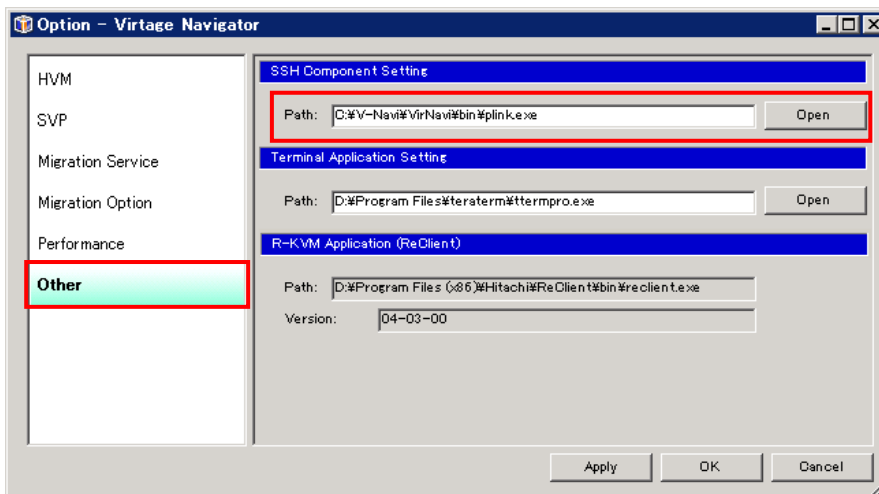 Option - Virtage Navigator
HVM
SVP
Migration Service
Migration Option
Performance
Other
SSH Component Setting
Path: C:¥V-Navi¥VirNavi¥bin¥plink.exe Open
Terminal Application Setting
Path: D:¥Program Files¥teraterm¥ttermpro.exe Open
R-KVM Application (ReClient)
Path: D:¥Program Files (x86)¥Hitachi¥ReClient¥bin¥reclient.exe
Version: 04-03-00
Apply OK Cancel